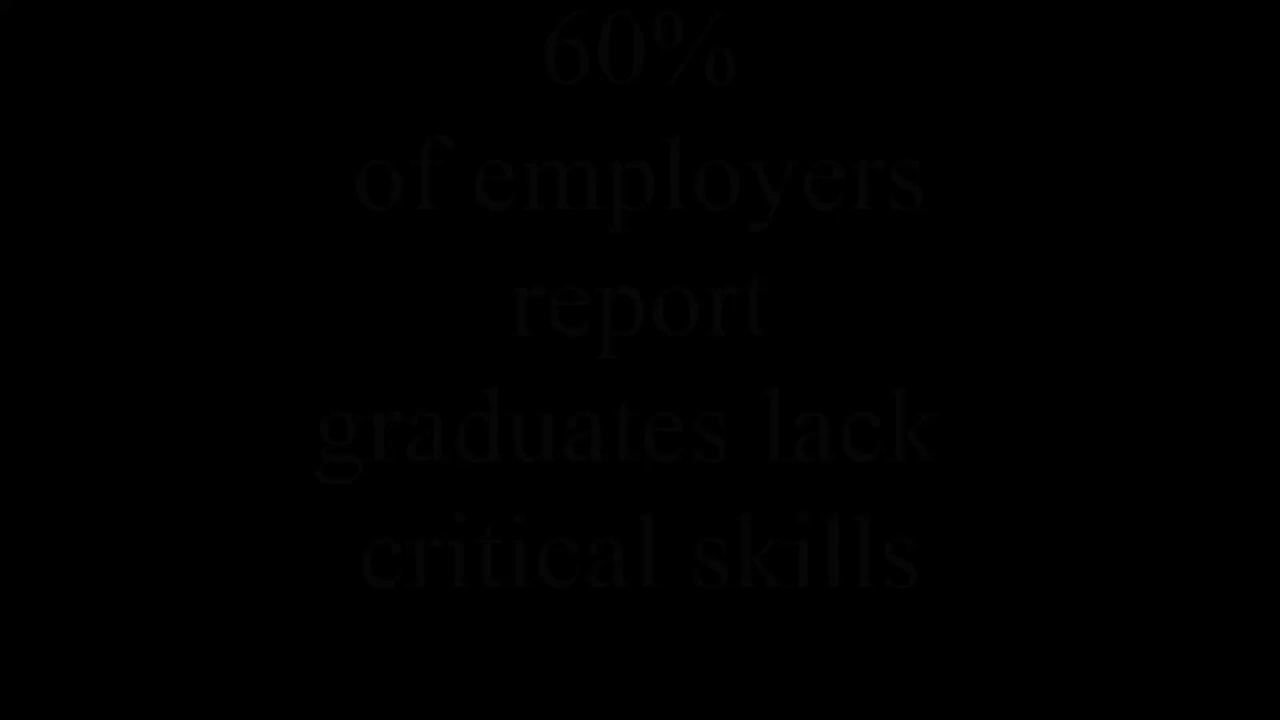 60%
of employers
report
graduates lack
critical skills